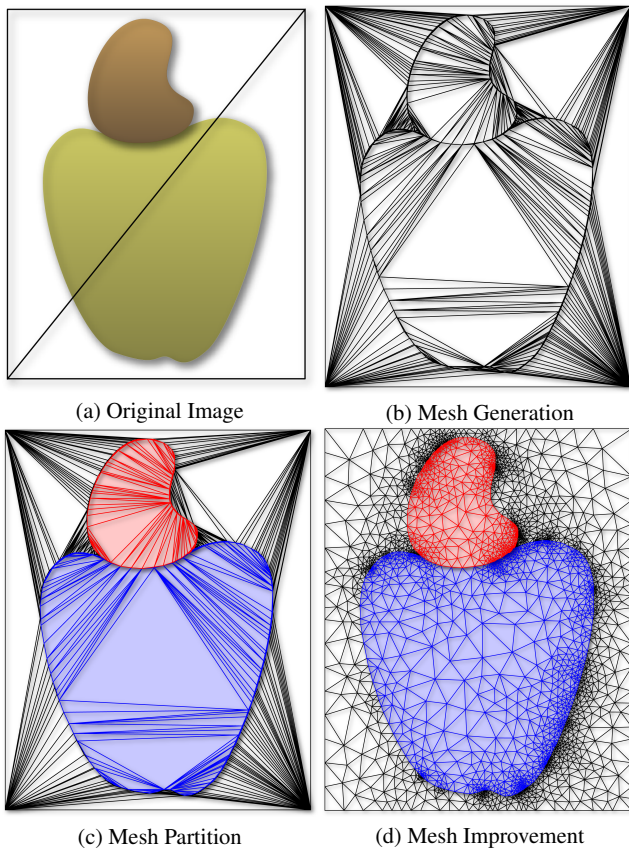 (a) Original Image
(b) Mesh Generation
(c) Mesh Partition
(d) Mesh Improvement